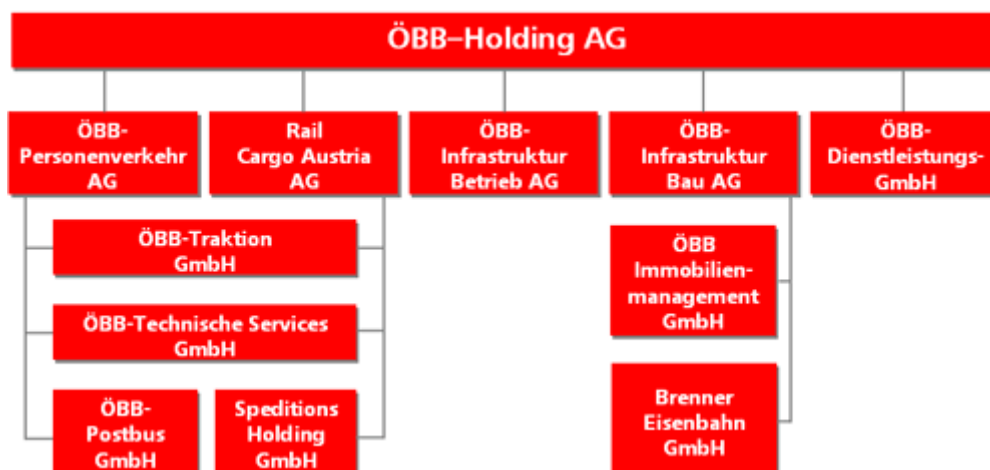 ÖBB–Holding AG
ÖBB-
Personenverkehr
AG
Rail
Cargo Austria
AG
ÖBB-
Infrastruktur
Betrieb AG
ÖBB-
Infrastruktur
Bau AG
ÖBB-
Dienstleistungs-
GmbH
ÖBB-Traktion
GmbH
ÖBB-Technische Services
GmbH
ÖBB-
Postbus
GmbH
Speditions
Holding
GmbH
ÖBB
Immobilien-
management
GmbH
Brenner
Eisenbahn
GmbH